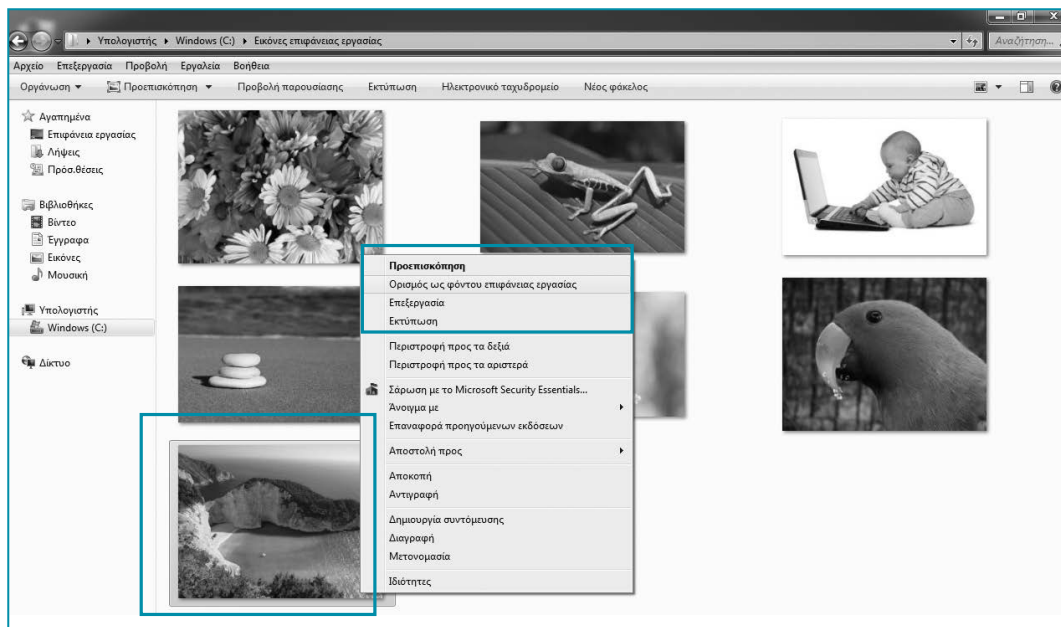 Υπολογιστής ▸ Windows (C:) ▸ Εικόνες επιφάνειας εργασίας
Αναζήτηση...
Αρχείο Επεξεργασία Προβολή Εργαλεία Βοήθεια
Οργάνωση Προεπισκόπηση Προβολή παρουσίασης Εκτύπωση Ηλεκτρονικό ταχυδρομείο Νέος φάκελος
Αγαπημένα
Επιφάνεια εργασίας
Λήψεις
Πρόσ.θέσεις
Βιβλιοθήκες
Βίντεο
Έγγραφα
Εικόνες
Μουσική
Υπολογιστής
Windows (C:)
Δίκτυο
Προεπισκόπηση
Ορισμός ως φόντου επιφάνειας εργασίας
Επεξεργασία
Εκτύπωση
Περιστροφή προς τα δεξιά
Περιστροφή προς τα αριστερά
Σάρωση με το Microsoft Security Essentials...
Άνοιγμα με
Επαναφορά προηγούμενων εκδόσεων
Αποστολή προς
Αποκοπή
Αντιγραφή
Δημιουργία συντόμευσης
Διαγραφή
Μετονομασία
Ιδιότητες